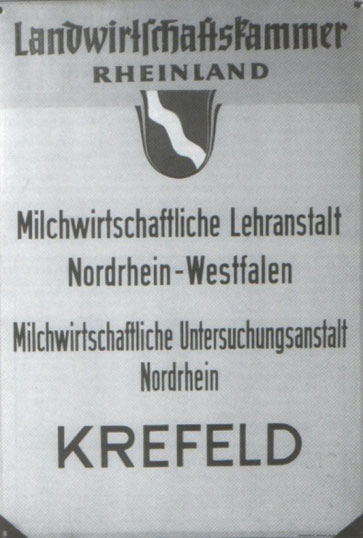 Landwirtſchaftskammer
RHEINLAND
Milchwirtschaftliche Lehranstalt
Nordrhein-Westfalen
Milchwirtschaftliche Untersuchungsanstalt
Nordrhein
KREFELD